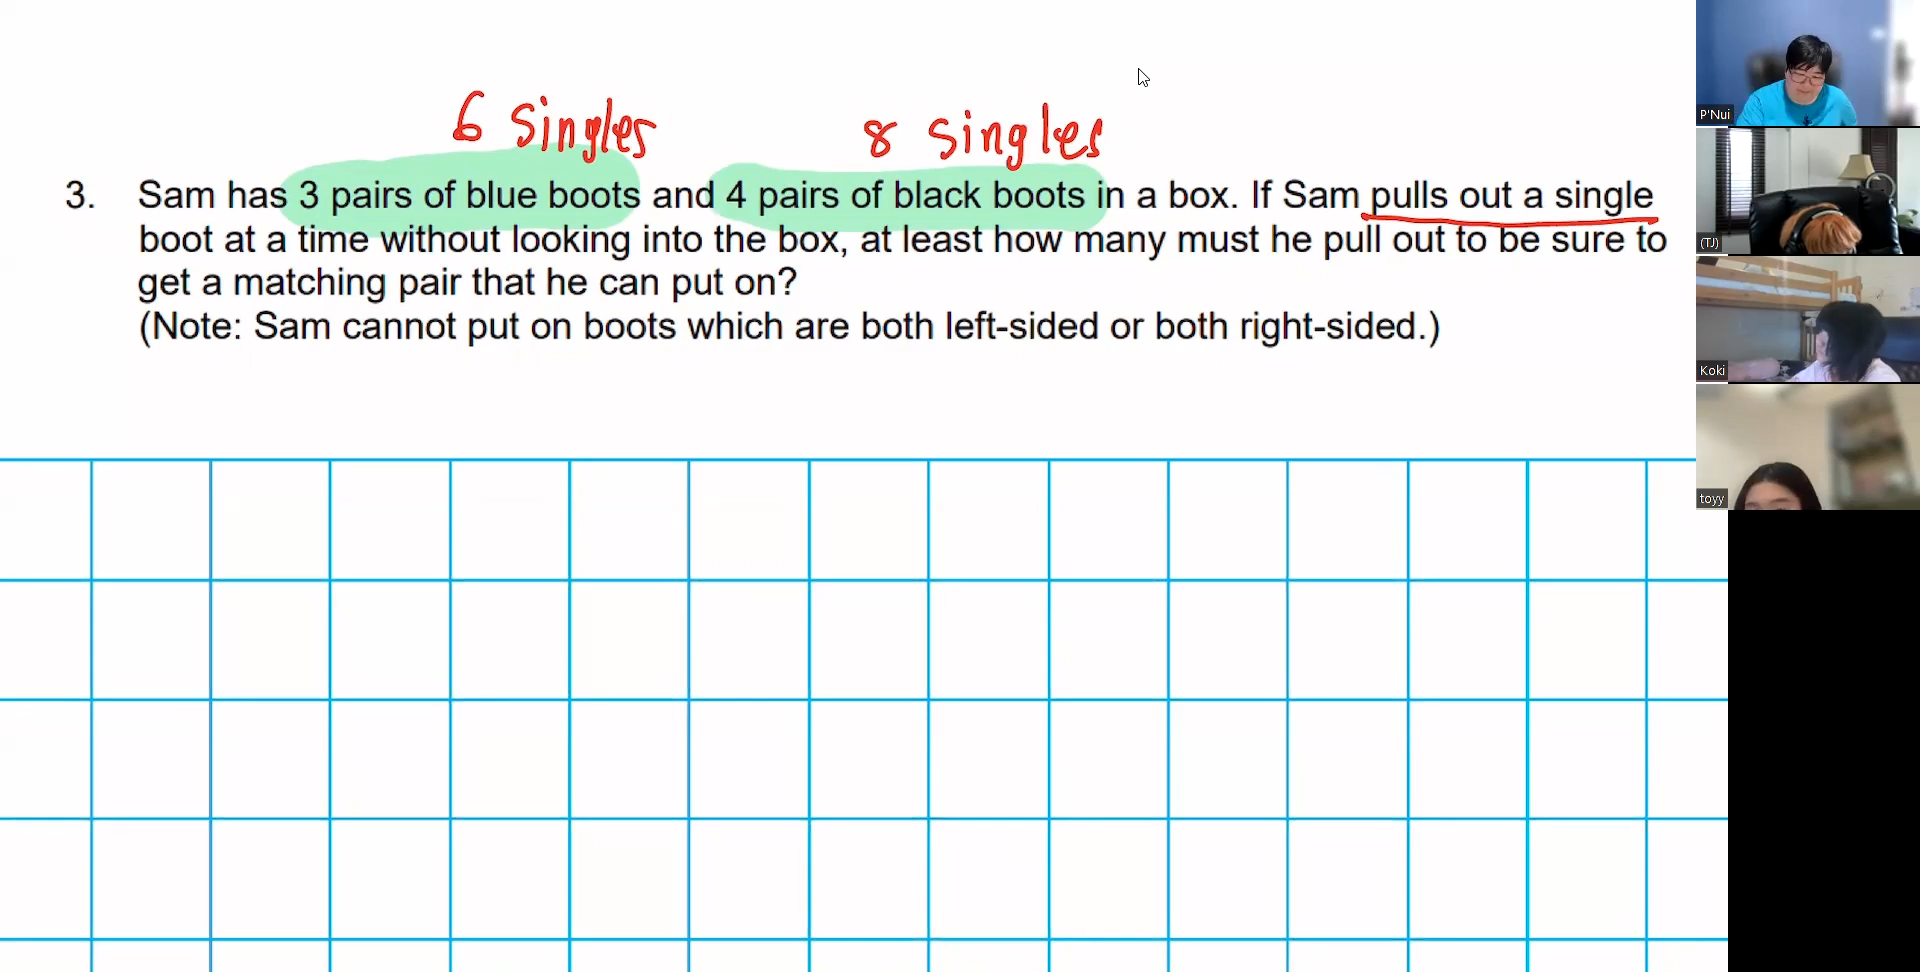 6 singles 8 singles
3. Sam has 3 pairs of blue boots and 4 pairs of black boots in a box. If Sam pulls out a single
boot at a time without looking into the box, at least how many must he pull out to be sure to
get a matching pair that he can put on?
(Note: Sam cannot put on boots which are both left-sided or both right-sided.)
P'Nui
(TJ)
Koki
toyy